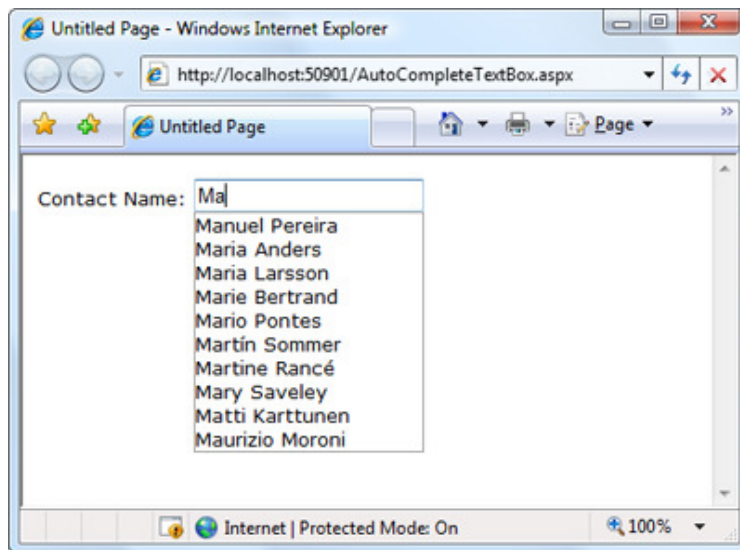 Untitled Page - Windows Internet Explorer
http://localhost:50901/AutoCompleteTextBox.aspx
Untitled Page
Page
Contact Name: Ma
Manuel Pereira
Maria Anders
Maria Larsson
Marie Bertrand
Mario Pontes
Martín Sommer
Martine Rancé
Mary Saveley
Matti Karttunen
Maurizio Moroni
Internet | Protected Mode: On
100%